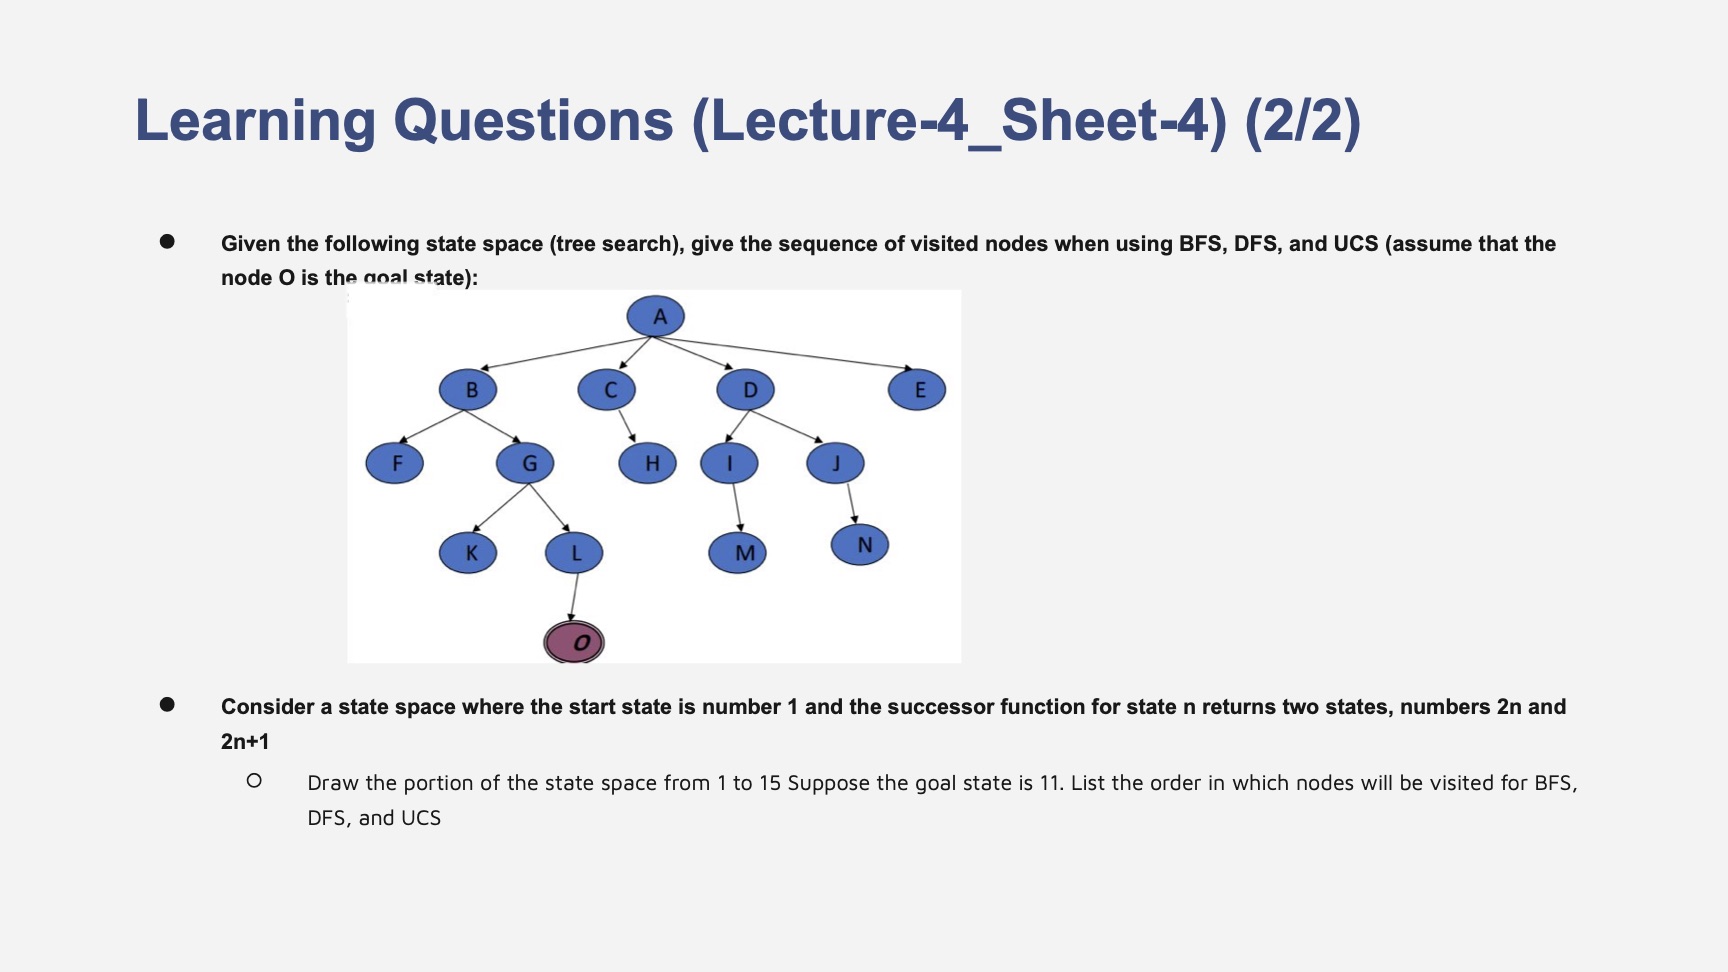 Learning Questions (Lecture-4_Sheet-4) (2/2)
● Given the following state space (tree search), give the sequence of visited nodes when using BFS, DFS, and UCS (assume that the
node O is the goal state):
A
B C D E
F G H I J
K L M N
O
● Consider a state space where the start state is number 1 and the successor function for state n returns two states, numbers 2n and
2n+1
○ Draw the portion of the state space from 1 to 15 Suppose the goal state is 11. List the order in which nodes will be visited for BFS,
DFS, and UCS